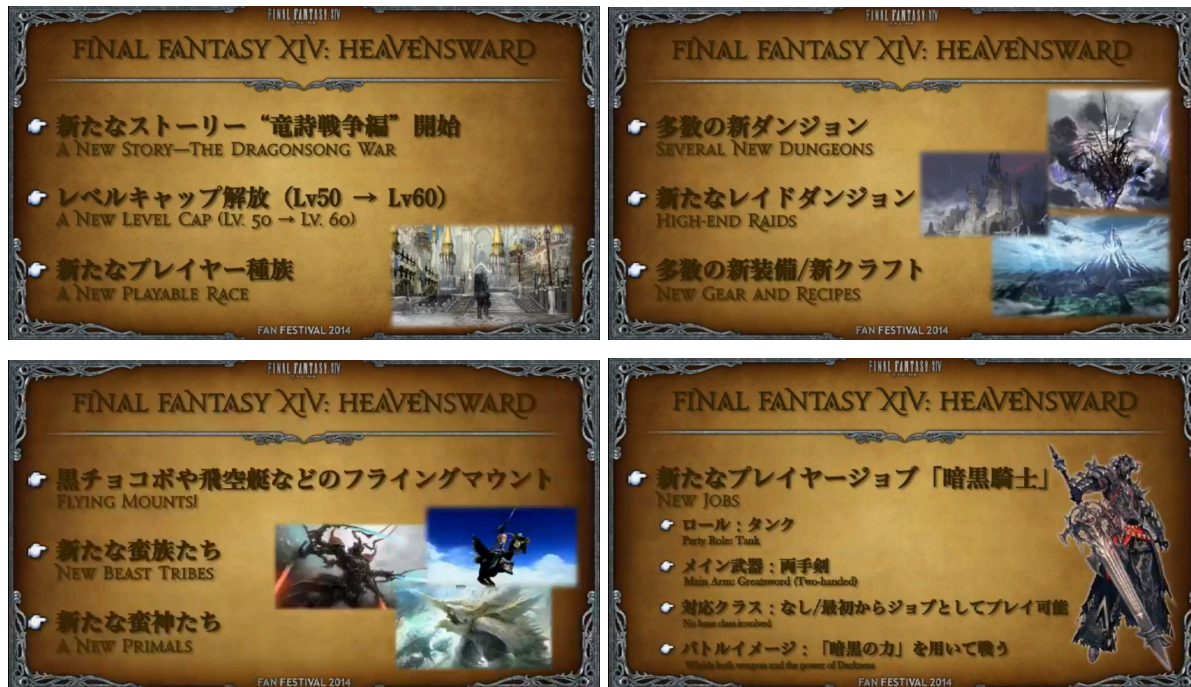 FINAL FANTASY XIV
ONLINE
FINAL FANTASY XIV: HEAVENSWARD
新たなストーリー “竜詩戦争編” 開始
A New Story—The Dragonsong War
レベルキャップ解放（Lv50 → Lv60）
A New Level Cap (Lv. 50 → Lv. 60)
新たなプレイヤー種族
A New Playable Race
FAN FESTIVAL 2014
FINAL FANTASY XIV
ONLINE
FINAL FANTASY XIV: HEAVENSWARD
多数の新ダンジョン
Several New Dungeons
新たなレイドダンジョン
High-end Raids
多数の新装備/新クラフト
New Gear and Recipes
FAN FESTIVAL 2014
FINAL FANTASY XIV
ONLINE
FINAL FANTASY XIV: HEAVENSWARD
黒チョコボや飛空艇などのフライングマウント
Flying Mounts!
新たな蛮族たち
New Beast Tribes
新たな蛮神たち
A New Primals
FAN FESTIVAL 2014
FINAL FANTASY XIV
ONLINE
FINAL FANTASY XIV: HEAVENSWARD
新たなプレイヤージョブ「暗黒騎士」
New Jobs
ロール：タンク
Party Role: Tank
メイン武器：両手剣
Main Arm: Greatsword (Two-handed)
対応クラス：なし/最初からジョブとしてプレイ可能
No base class involved
バトルイメージ：「暗黒の力」を用いて戦う
Wields both weapon and the power of Darkness
FAN FESTIVAL 2014